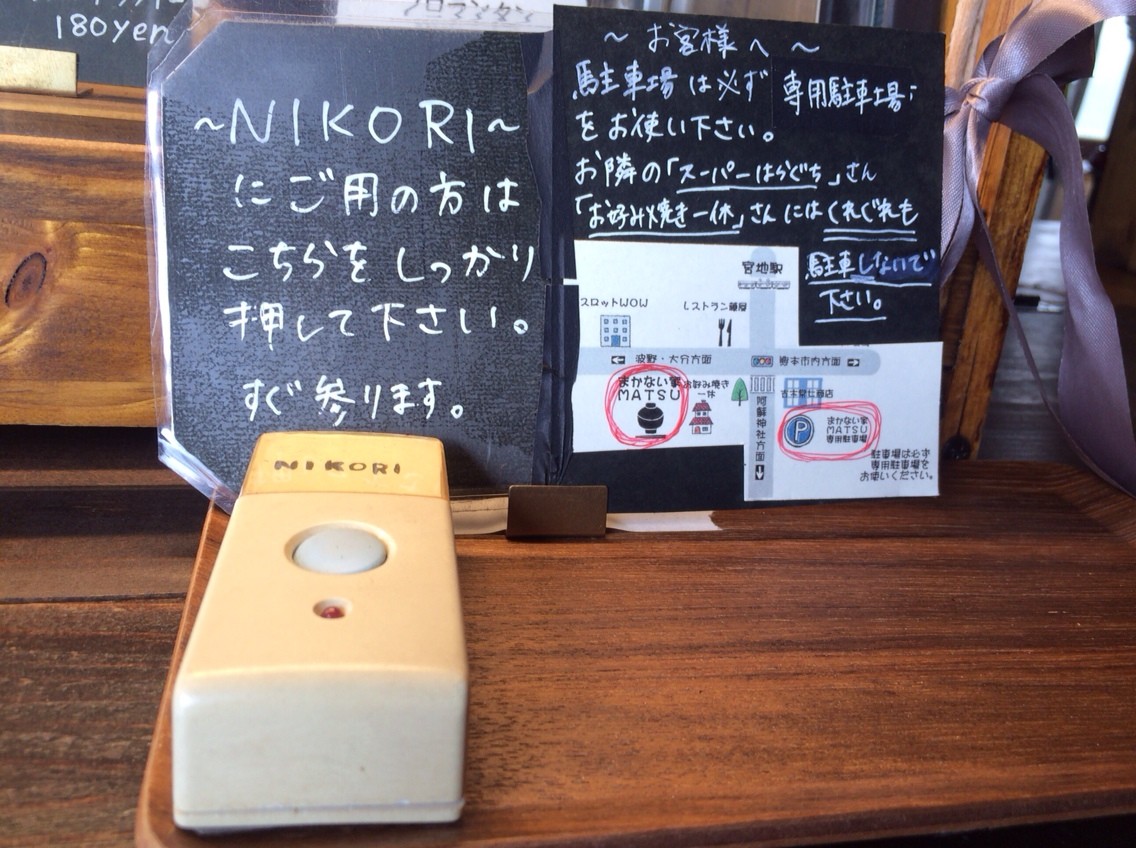 180yen
~NIKORI~
にご用の方は
こちらをしっかり
押して下さい。
すぐ参ります。
NIKORI
~お客様へ~
駐車場は必ず 専用駐車場
をお使い下さい。
お隣の「スーパーはらぐち」さん
「お好み焼き一休」さんにはくれぐれも
駐車しないで
下さい。
宮地駅
スロットWOW
レストラン藤屋
← 波野・大分方面
熊本市内方面 →
まかない家
MATSU
お好み焼き
一休
阿蘇神社方面
P
まかない家
MATSU
専用駐車場
駐車場は必ず
専用駐車場を
お使いください。